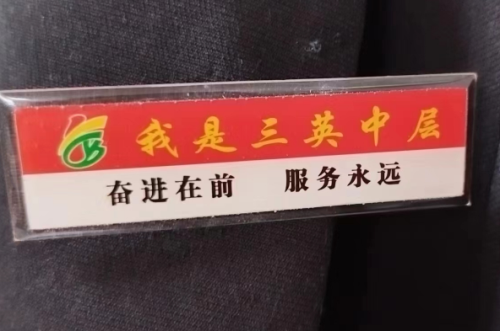 我是三英中层
奋进在前 服务永远